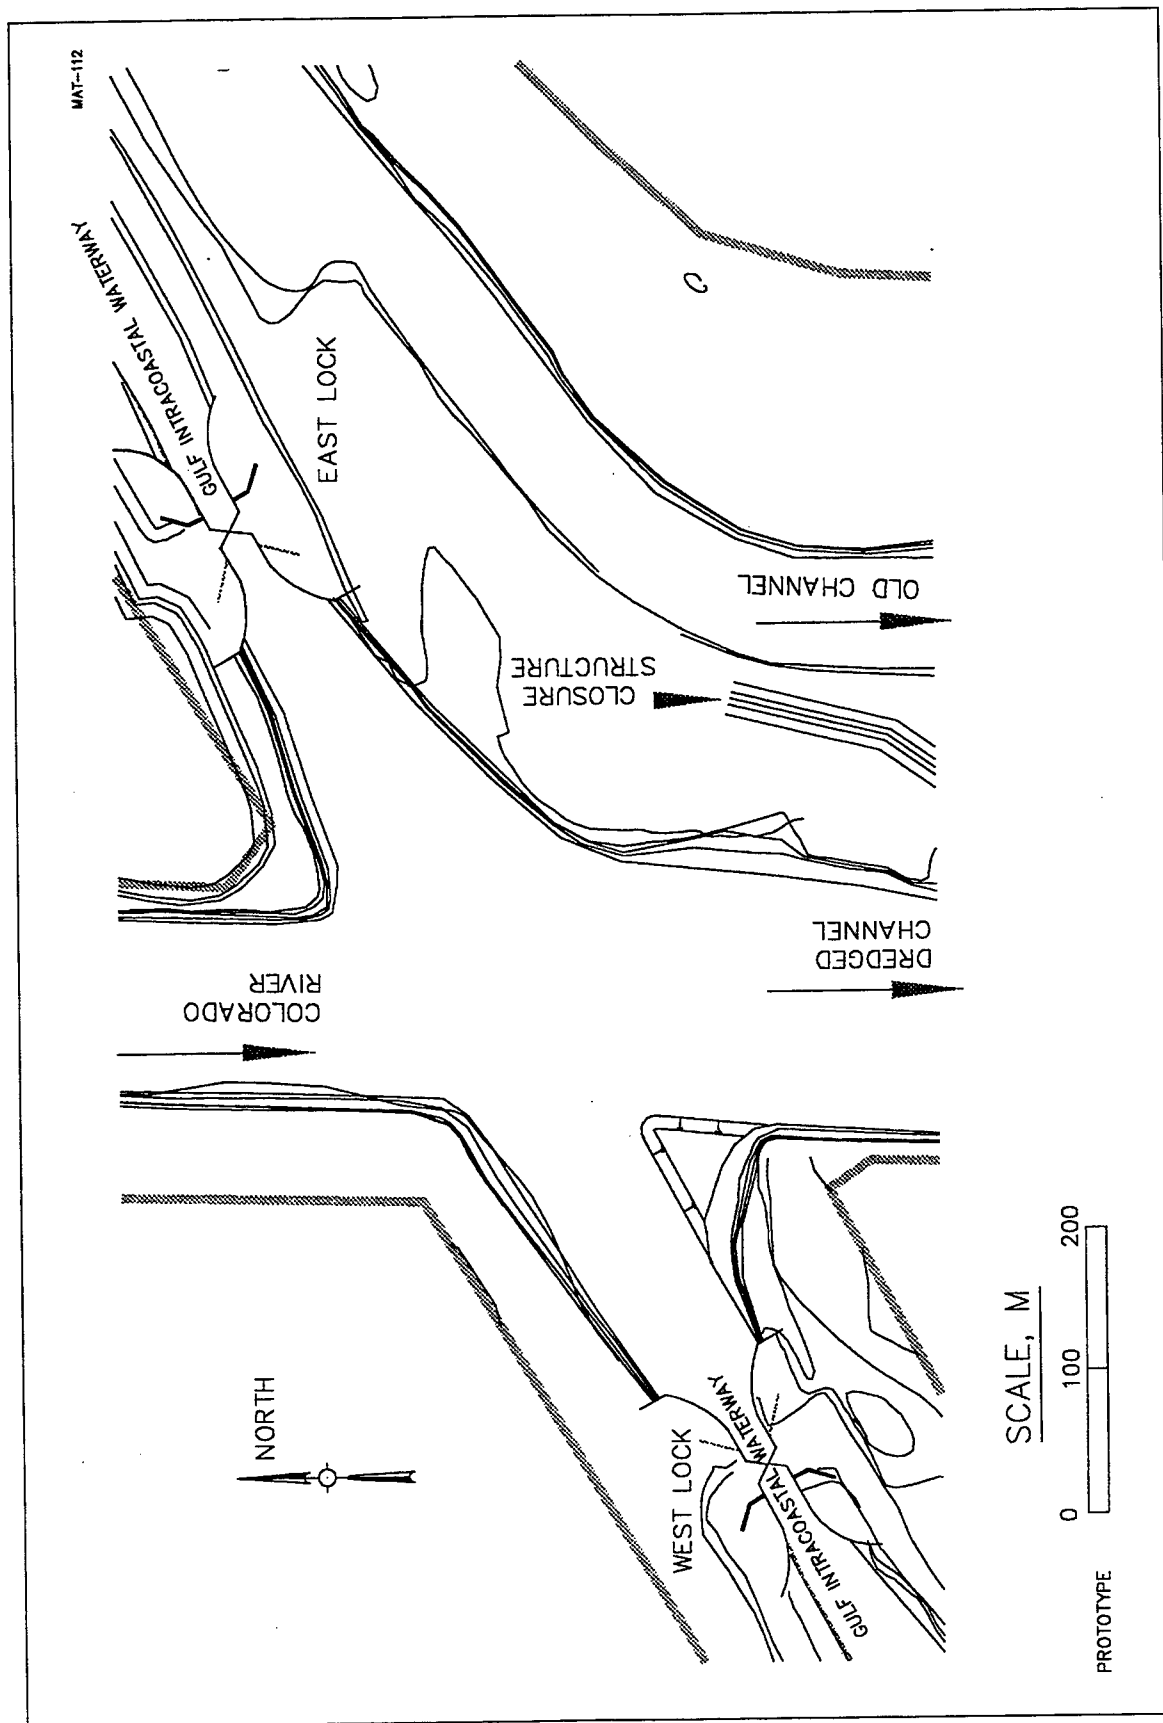 MAT-112
GULF INTRACOASTAL WATERWAY
EAST LOCK
OLD CHANNEL
CLOSURE
STRUCTURE
COLORADO
RIVER
DREDGED
CHANNEL
NORTH
WEST LOCK
GULF INTRACOASTAL WATERWAY
SCALE, M
0 100 200
PROTOTYPE